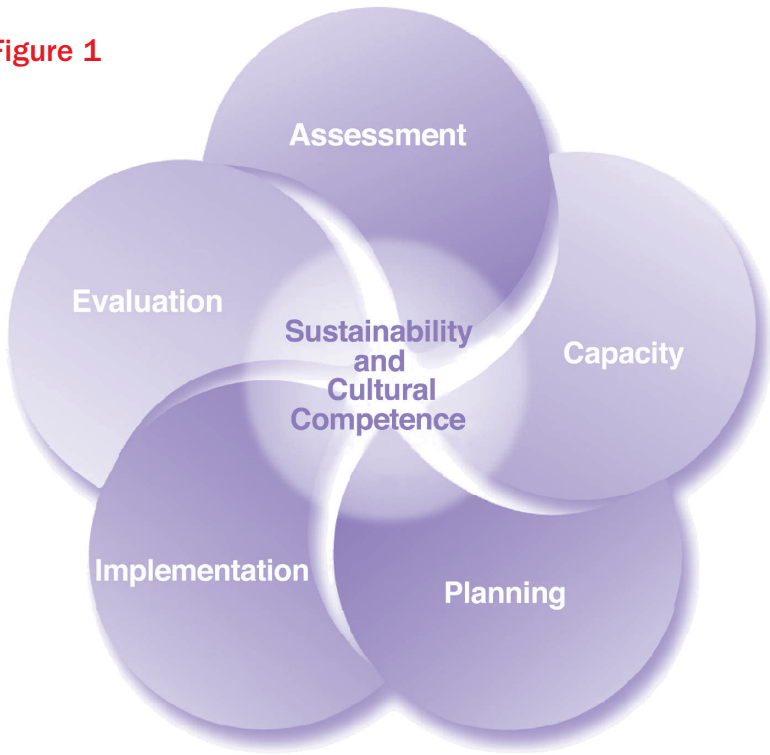 Figure 1
Assessment
Evaluation
Sustainability
and
Cultural
Competence
Capacity
Implementation
Planning